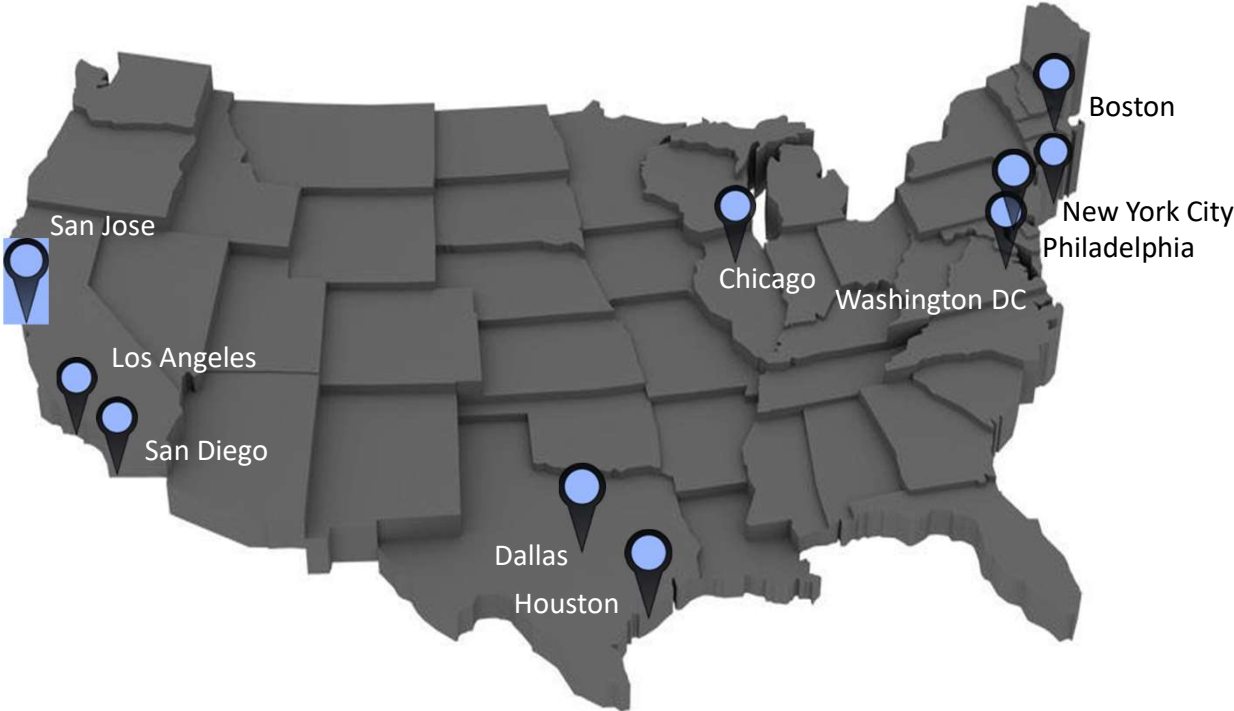 Boston
San Jose
New York City
Philadelphia
Chicago
Washington DC
Los Angeles
San Diego
Dallas
Houston